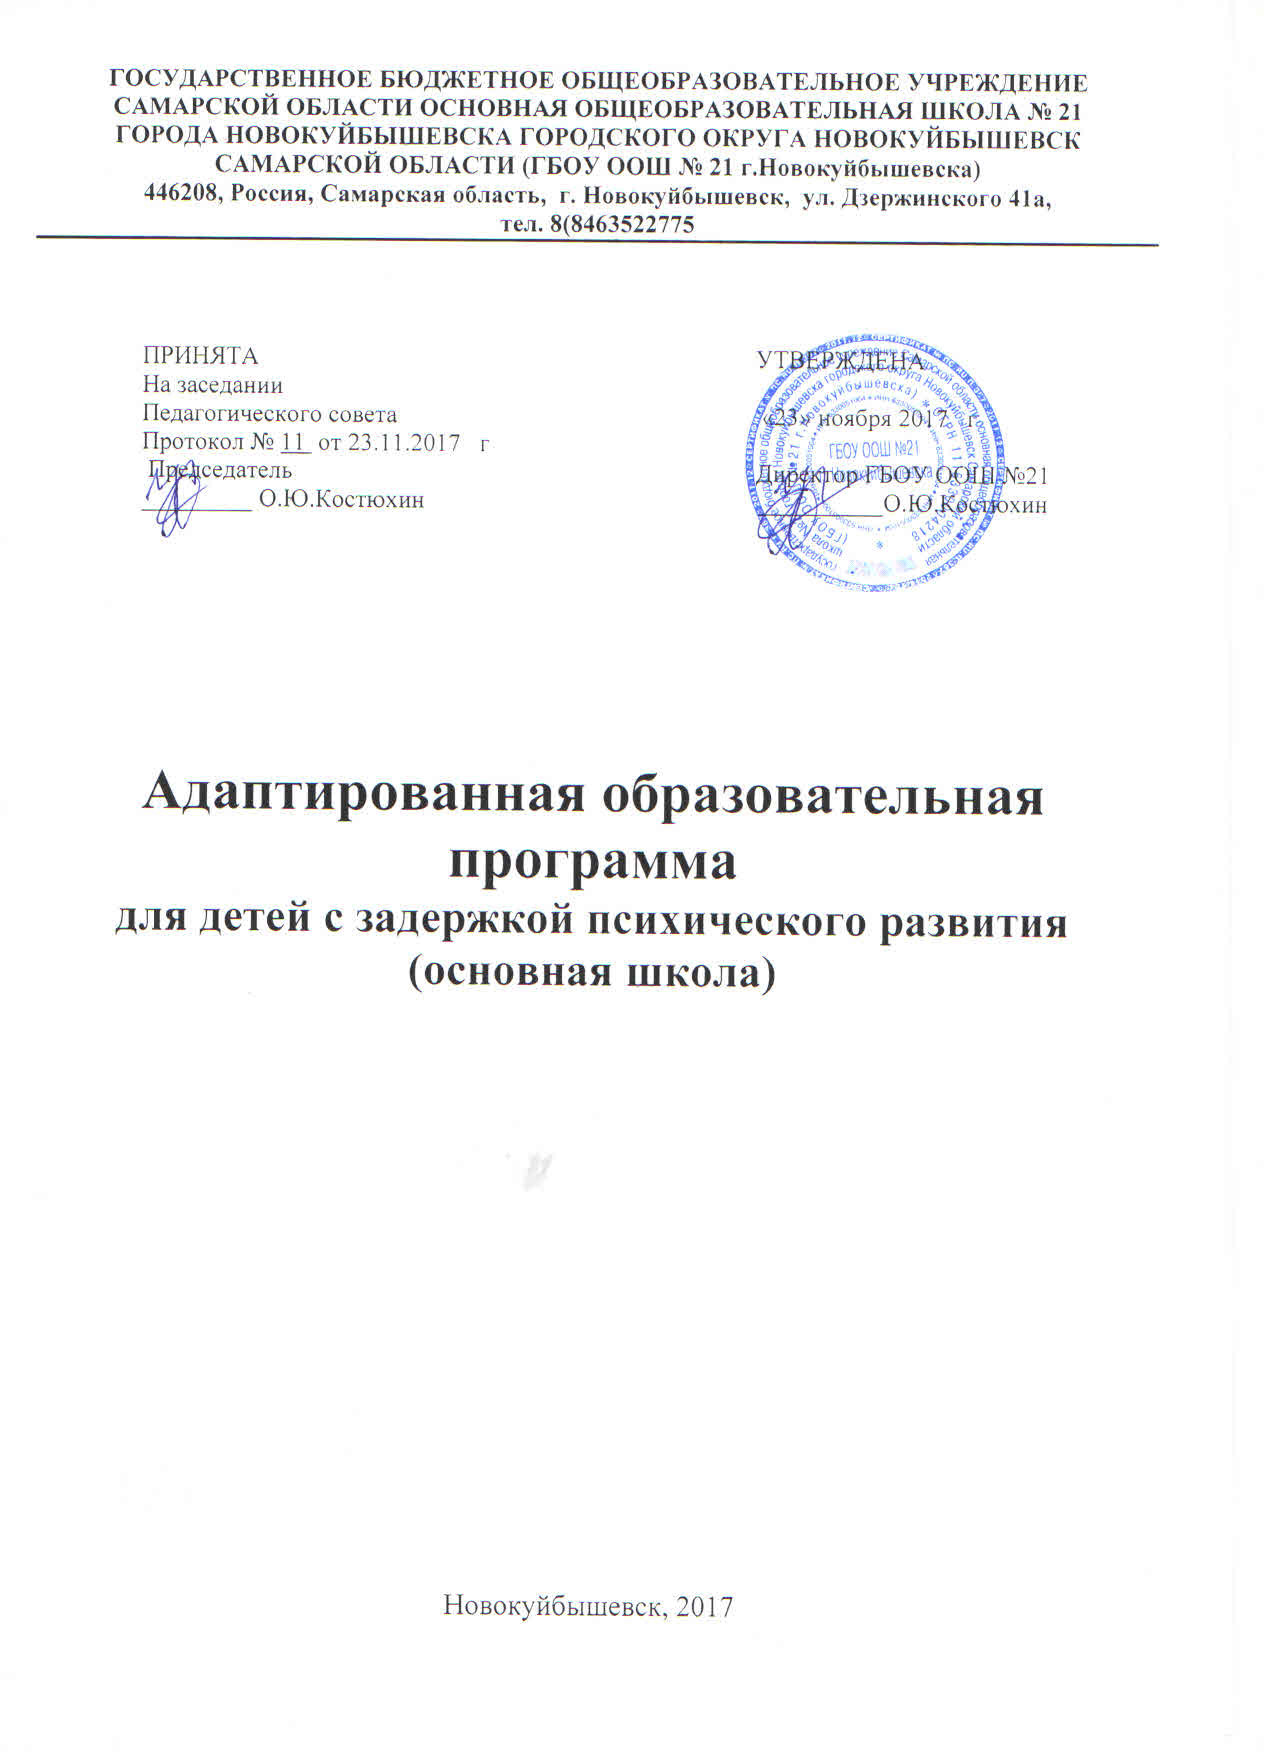 ГОСУДАРСТВЕННОЕ БЮДЖЕТНОЕ ОБЩЕОБРАЗОВАТЕЛЬНОЕ УЧРЕЖДЕНИЕ
САМАРСКОЙ ОБЛАСТИ ОСНОВНАЯ ОБЩЕОБРАЗОВАТЕЛЬНАЯ ШКОЛА № 21
ГОРОДА НОВОКУЙБЫШЕВСКА ГОРОДСКОГО ОКРУГА НОВОКУЙБЫШЕВСК
САМАРСКОЙ ОБЛАСТИ (ГБОУ ООШ № 21 г.Новокуйбышевска)
446208, Россия, Самарская область, г. Новокуйбышевск, ул. Дзержинского 41а,
тел. 8(8463522775
ПРИНЯТА
На заседании
Педагогического совета
Протокол № 11 от 23.11.2017 г
Председатель
О.Ю.Костюхин
УТВЕРЖДЕНА
«23» ноября 2017 г
Директор ГБОУ ООШ №21
О.Ю.Костюхин
ГБОУ ООШ №21
г. Новокуйбышевска
Адаптированная образовательная
программа
для детей с задержкой психического развития
(основная школа)
Новокуйбышевск, 2017